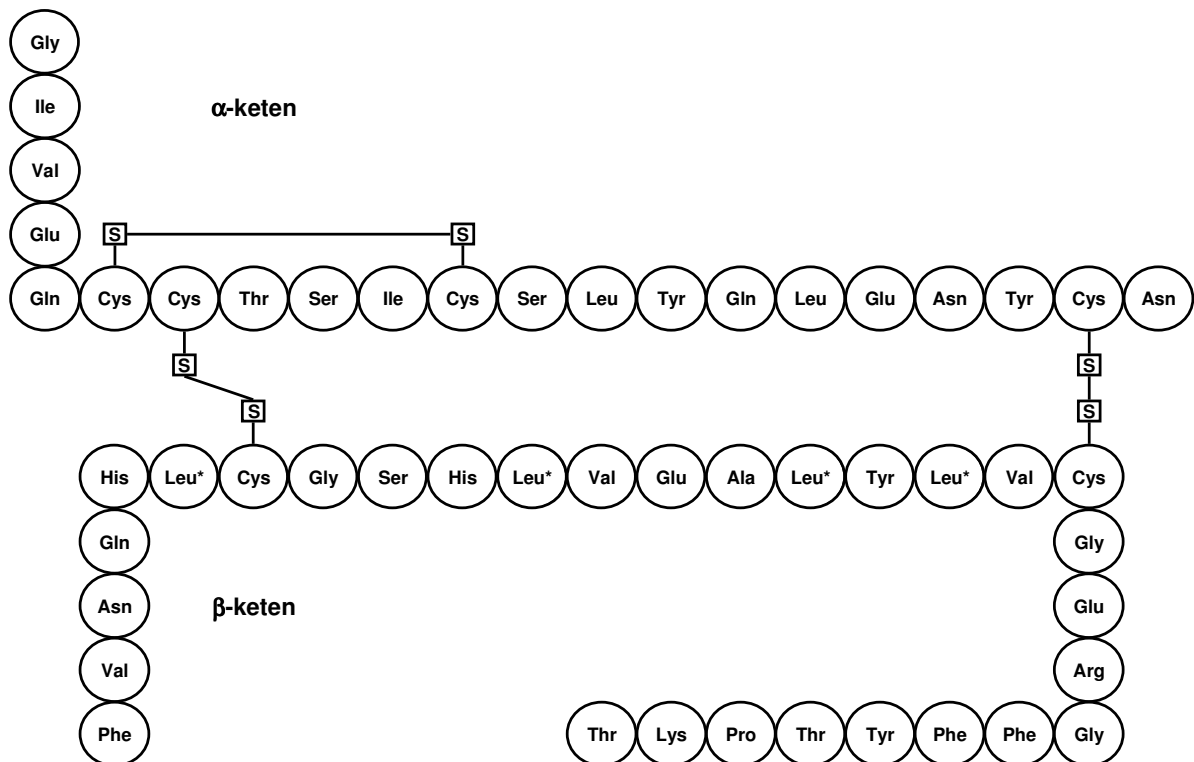 Gly
Ile
α-keten
Val
Glu S S
Gln Cys Cys Thr Ser Ile Cys Ser Leu Tyr Gln Leu Glu Asn Tyr Cys Asn
S S
S S
His Leu* Cys Gly Ser His Leu* Val Glu Ala Leu* Tyr Leu* Val Cys
Gln Gly
Asn β-keten Glu
Val Arg
Phe Thr Lys Pro Thr Tyr Phe Phe Gly